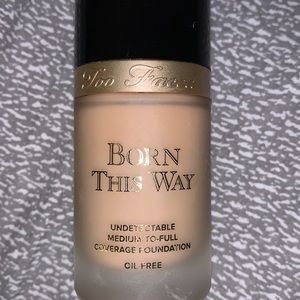 Too Faced
BORN
THIS WAY
UNDETECTABLE
MEDIUM-TO-FULL
COVERAGE FOUNDATION
OIL-FREE